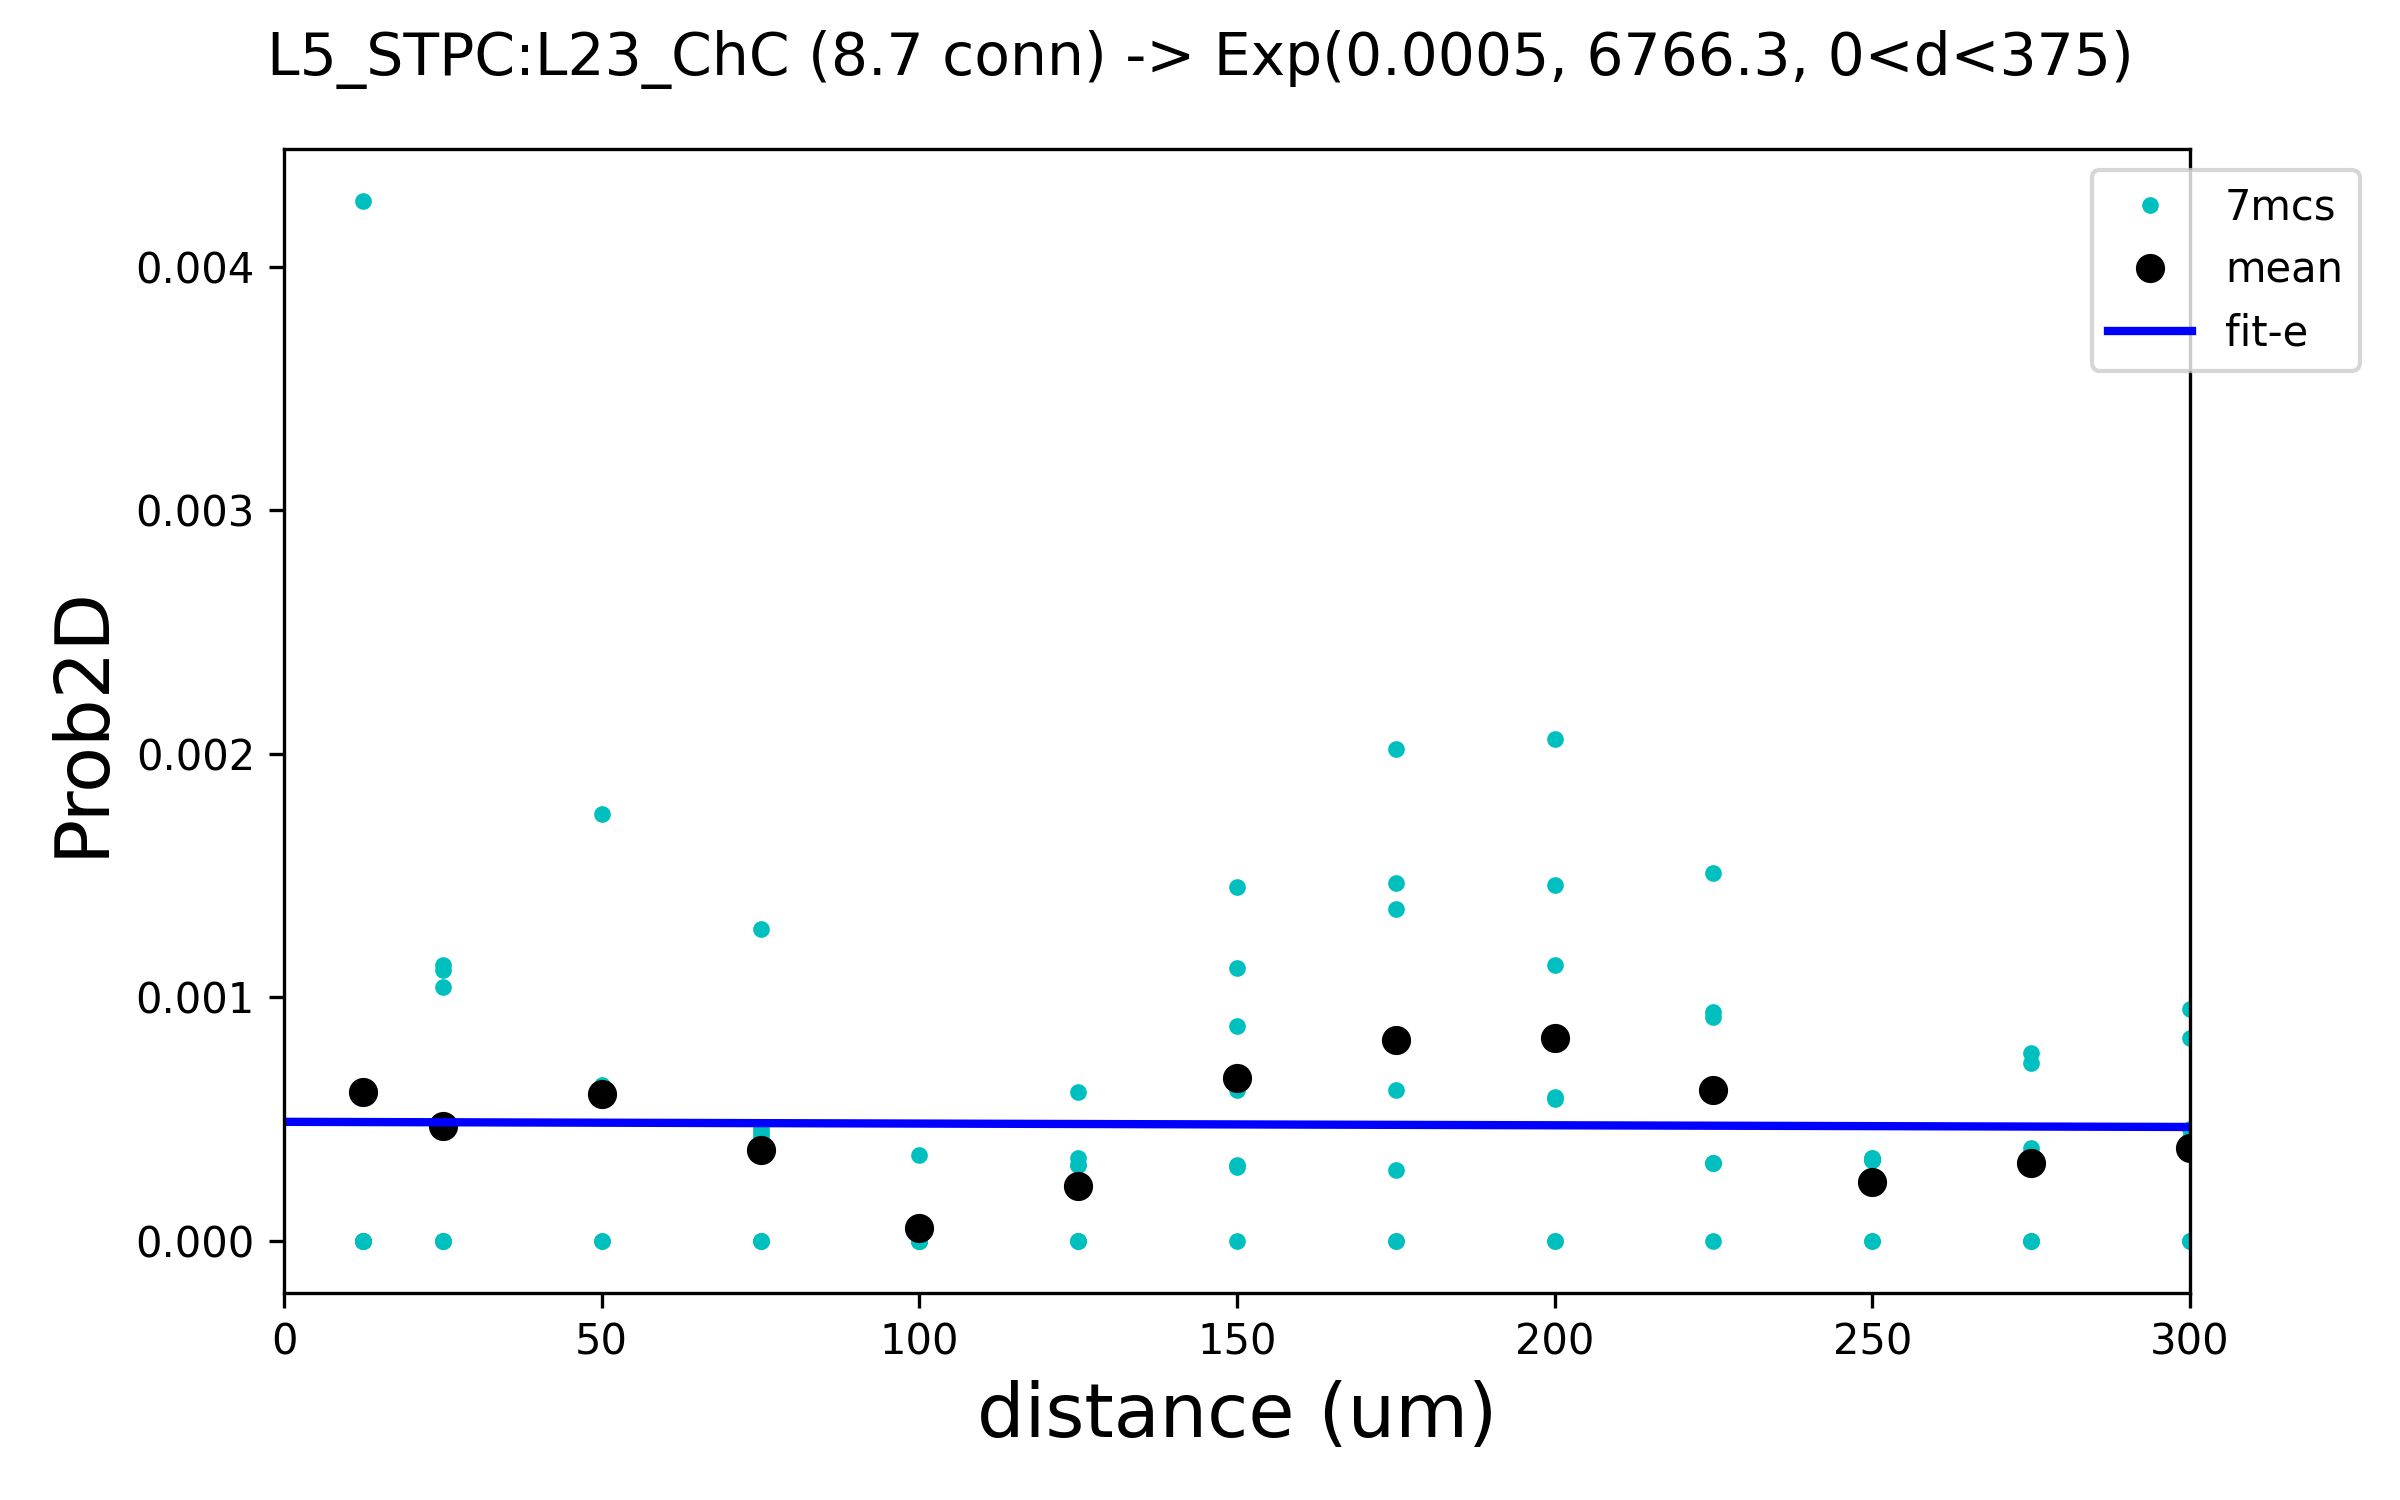 L5_STPC:L23_ChC (8.7 conn) -> Exp(0.0005, 6766.3, 0<d<375)
7mcs
mean
fit-e
0.004
0.003
0.002
0.001
0.000
Prob2D
0 50 100 150 200 250 300
distance (um)